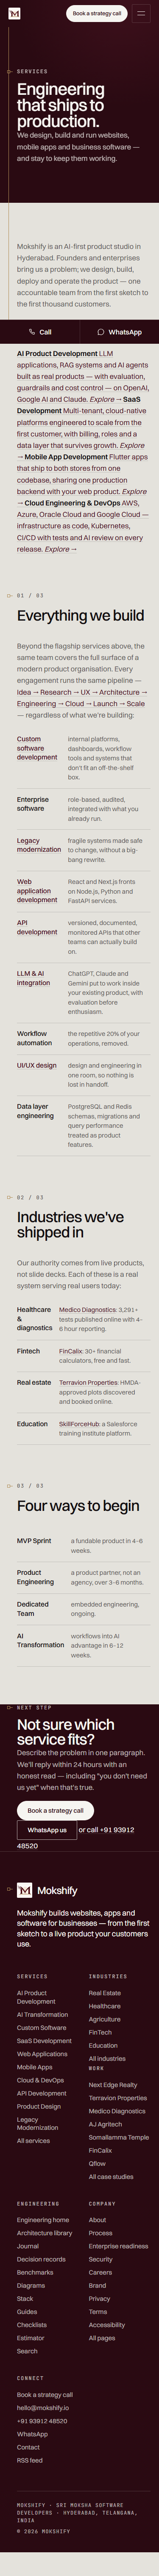 Book a strategy call
SERVICES
Engineering
that ships to
production.
We design, build and run websites,
mobile apps and business software —
and stay to keep them working.
Mokshify is an AI-first product studio in
Hyderabad. Founders and enterprises
bring us a problem; we design, build,
deploy and operate the product — one
accountable team from the first sketch to
the first thousand customers.
Call
WhatsApp
AI Product Development LLM
applications, RAG systems and AI agents
built as real products — with evaluation,
guardrails and cost control — on OpenAI,
Google AI and Claude. Explore → SaaS
Development Multi-tenant, cloud-native
platforms engineered to scale from the
first customer, with billing, roles and a
data layer that survives growth. Explore
→ Mobile App Development Flutter apps
that ship to both stores from one
codebase, sharing one production
backend with your web product. Explore
→ Cloud Engineering & DevOps AWS,
Azure, Oracle Cloud and Google Cloud —
infrastructure as code, Kubernetes,
CI/CD with tests and AI review on every
release. Explore →
01 / 03
Everything we build
Beyond the flagship services above, the
same team covers the full surface of a
modern product organisation. Every
engagement runs the same pipeline —
Idea → Research → UX → Architecture →
Engineering → Cloud → Launch → Scale
— regardless of what we're building:
Custom
software
development
internal platforms,
dashboards, workflow
tools and systems that
don't fit an off-the-shelf
box.
Enterprise
software
role-based, audited,
integrated with what you
already run.
Legacy
modernization
fragile systems made safe
to change, without a big-
bang rewrite.
Web
application
development
React and Next.js fronts
on Node.js, Python and
FastAPI services.
API
development
versioned, documented,
monitored APIs that other
teams can actually build
on.
LLM & AI
integration
ChatGPT, Claude and
Gemini put to work inside
your existing product, with
evaluation before
enthusiasm.
Workflow
automation
the repetitive 20% of your
operations, removed.
UI/UX design
design and engineering in
one room, so nothing is
lost in handoff.
Data layer
engineering
PostgreSQL and Redis
schemas, migrations and
query performance
treated as product
features.
02 / 03
Industries we've
shipped in
Our authority comes from live products,
not slide decks. Each of these is a real
system serving real users today:
Healthcare
&
diagnostics
Medico Diagnostics: 3,291+
tests published online with 4–
6 hour reporting.
Fintech
FinCalix: 30+ financial
calculators, free and fast.
Real estate
Terravion Properties: HMDA-
approved plots discovered
and booked online.
Education
SkillForceHub: a Salesforce
training institute platform.
03 / 03
Four ways to begin
MVP Sprint
a fundable product in 4–6
weeks.
Product
Engineering
a product partner, not an
agency, over 3–6 months.
Dedicated
Team
embedded engineering,
ongoing.
AI
Transformation
workflows into AI
advantage in 6–12
weeks.
NEXT STEP
Not sure which
service fits?
Describe the problem in one paragraph.
We'll reply within 24 hours with an
honest read — including "you don't need
us yet" when that's true.
Book a strategy call
WhatsApp us or call +91 93912
48520
Mokshify
Mokshify builds websites, apps and
software for businesses — from the first
sketch to a live product your customers
use.
SERVICES
AI Product
Development
AI Transformation
Custom Software
SaaS Development
Web Applications
Mobile Apps
Cloud & DevOps
API Development
Product Design
Legacy
Modernization
All services
INDUSTRIES
Real Estate
Healthcare
Agriculture
FinTech
Education
All industries
WORK
Next Edge Realty
Terravion Properties
Medico Diagnostics
AJ Agritech
Somallamma Temple
FinCalix
Qflow
All case studies
ENGINEERING
Engineering home
Architecture library
Journal
Decision records
Benchmarks
Diagrams
Stack
Guides
Checklists
Estimator
Search
COMPANY
About
Process
Enterprise readiness
Security
Careers
Brand
Privacy
Terms
Accessibility
All pages
CONNECT
Book a strategy call
hello@mokshify.io
+91 93912 48520
WhatsApp
Contact
RSS feed
MOKSHIFY · SRI MOKSHA SOFTWARE
DEVELOPERS · HYDERABAD, TELANGANA,
INDIA
© 2026 MOKSHIFY